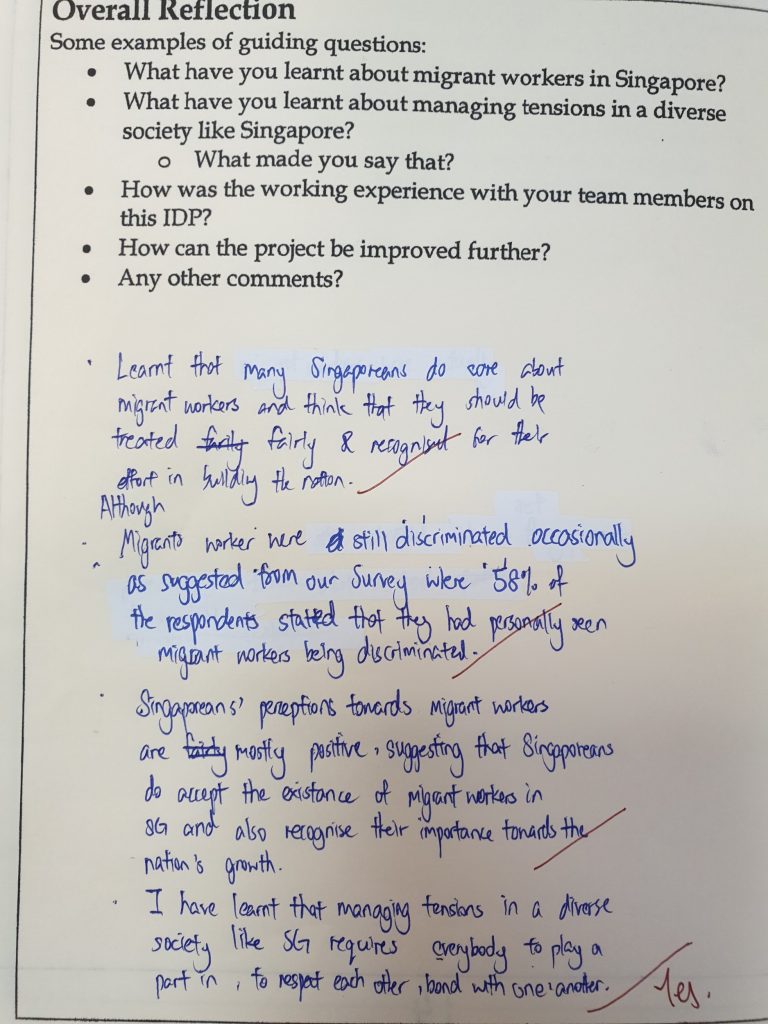 Overall Reflection
Some examples of guiding questions:
• What have you learnt about migrant workers in Singapore?
• What have you learnt about managing tensions in a diverse
society like Singapore?
o What made you say that?
• How was the working experience with your team members on
this IDP?
• How can the project be improved further?
• Any other comments?
• Learnt that many Singaporeans do care about
migrant workers and think that they should be
treated fairly & recognised for their
effort in building the nation.
Although
• Migrants worker were still discriminated occasionally
as suggested from our survey where 58% of
the respondents stated that they had personally seen
migrant workers being discriminated.
• Singaporeans' perceptions towards migrant workers
are mostly positive, suggesting that Singaporeans
do accept the existance of migrant workers in
SG and also recognise their importance towards the
nation's growth.
• I have learnt that managing tensions in a diverse
society like SG requires everybody to play a
part in, to respect each other, bond with one another.
Yes.